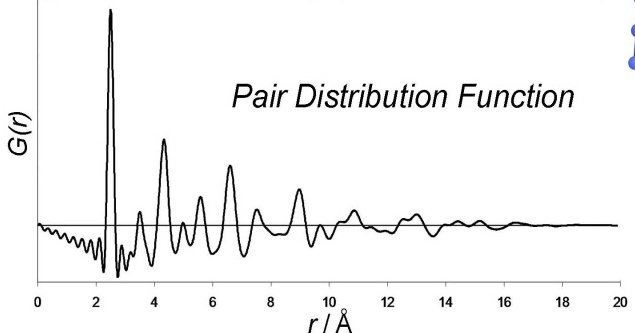 Pair Distribution Function
G(r)
0 2 4 6 8 10 12 14 16 18 20
r / Å